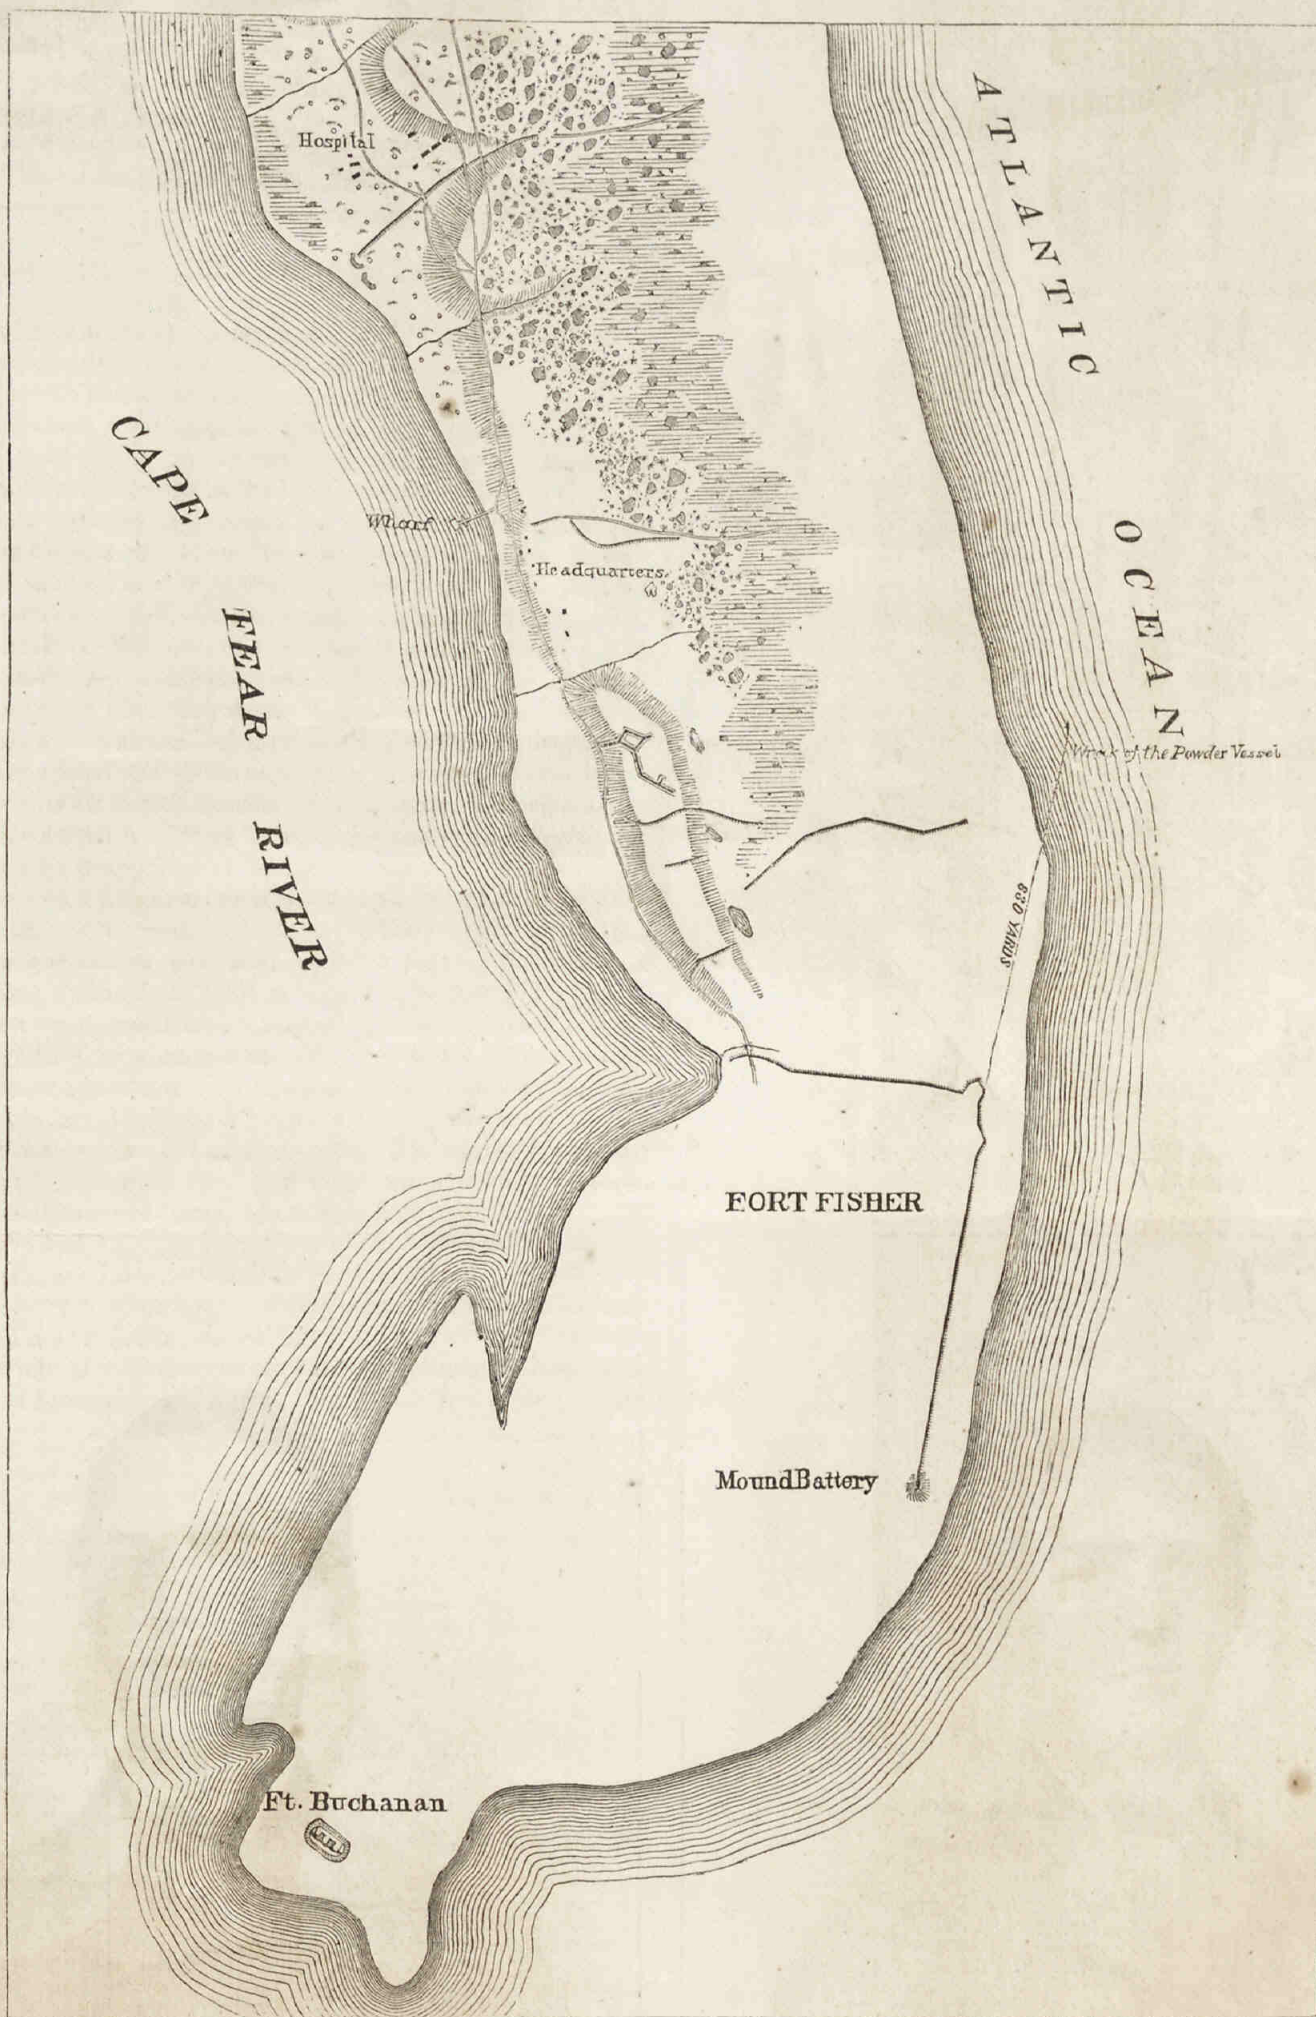 Hospital
ATLANTIC
OCEAN
CAPE
FEAR
RIVER
Wharf
Headquarters
Wreck of the Powder Vessel
830 YARDS
FORT FISHER
Mound Battery
Ft. Buchanan